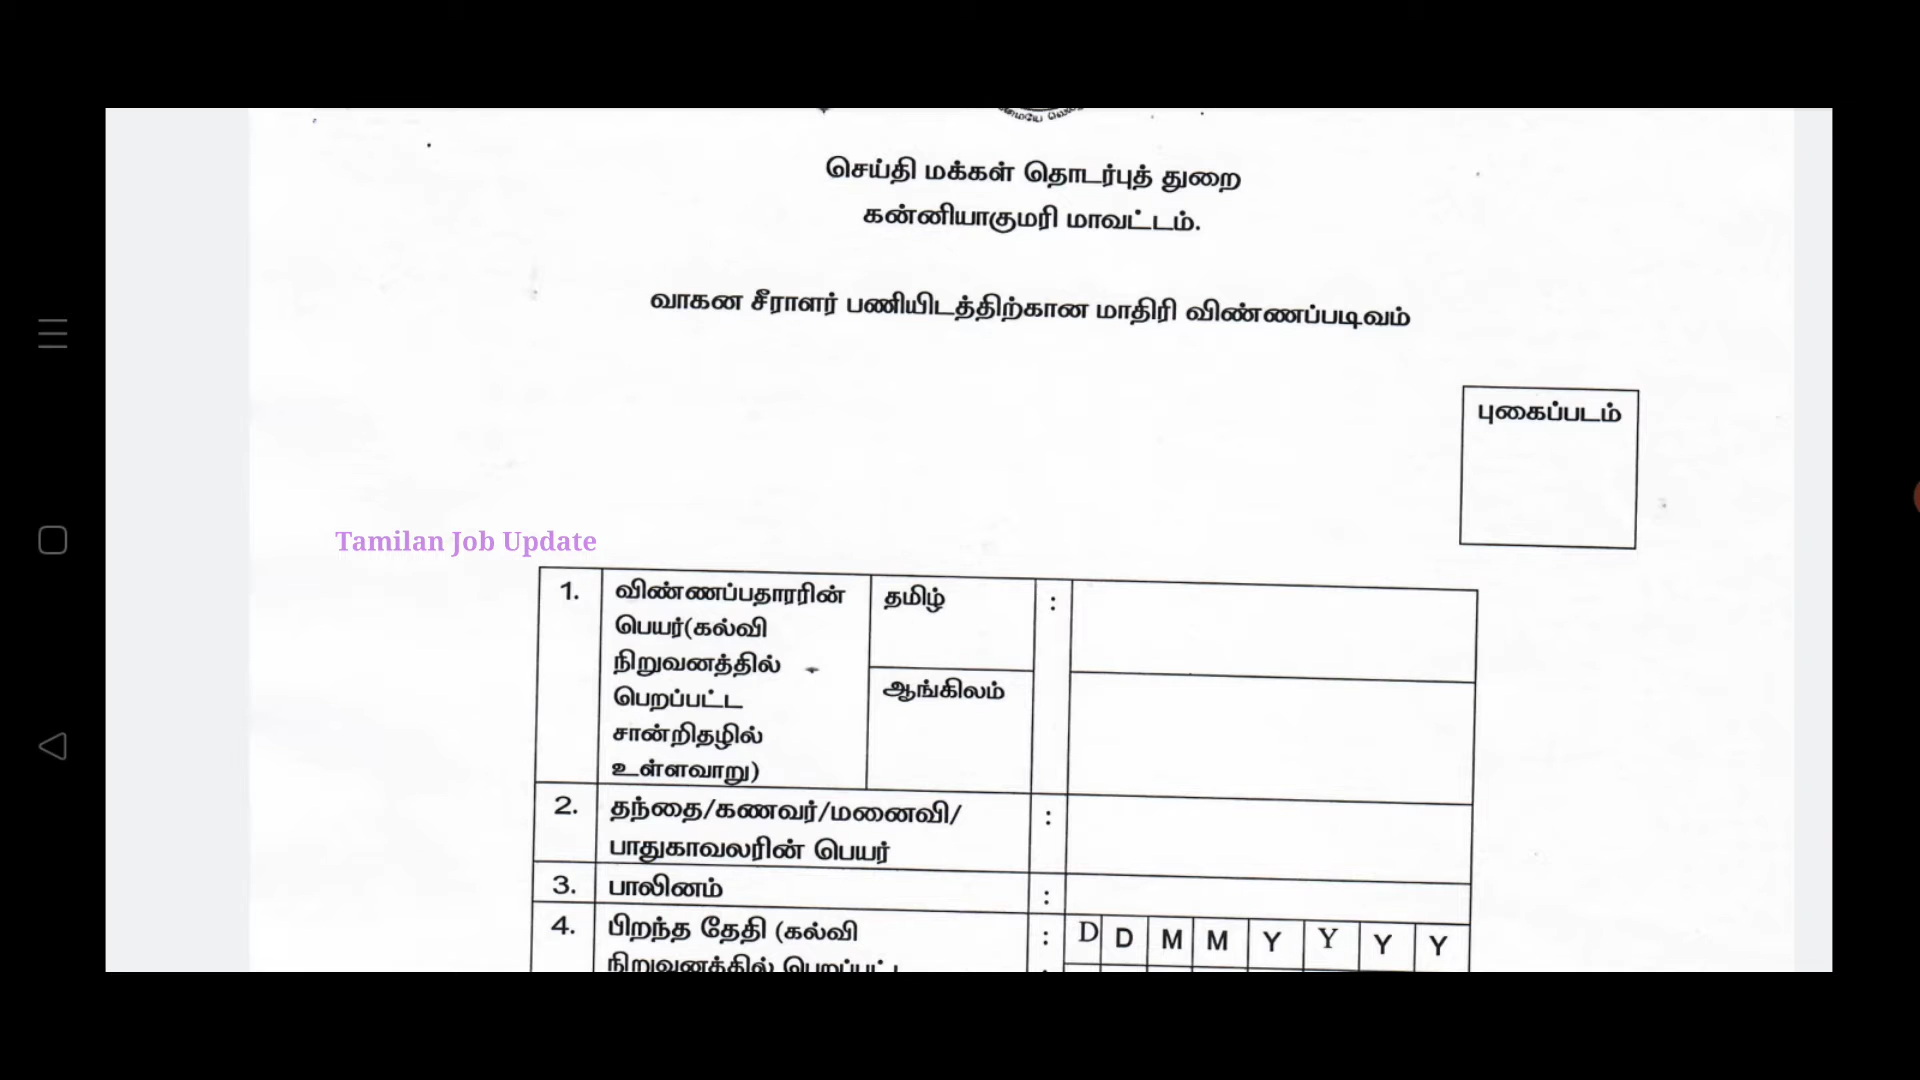 செய்தி மக்கள் தொடர்புத் துறை
கன்னியாகுமரி மாவட்டம்.
வாகன சீராளர் பணியிடத்திற்கான மாதிரி விண்ணப்படிவம்
புகைப்படம்
Tamilan Job Update
1. விண்ணப்பதாரரின் தமிழ் :
பெயர்(கல்வி
நிறுவனத்தில்
பெறப்பட்ட ஆங்கிலம்
சான்றிதழில்
உள்ளவாறு)
2. தந்தை/கணவர்/மனைவி/ :
பாதுகாவலரின் பெயர்
3. பாலினம் :
4. பிறந்த தேதி (கல்வி : D D M M Y Y Y Y
நிறுவனத்தில்